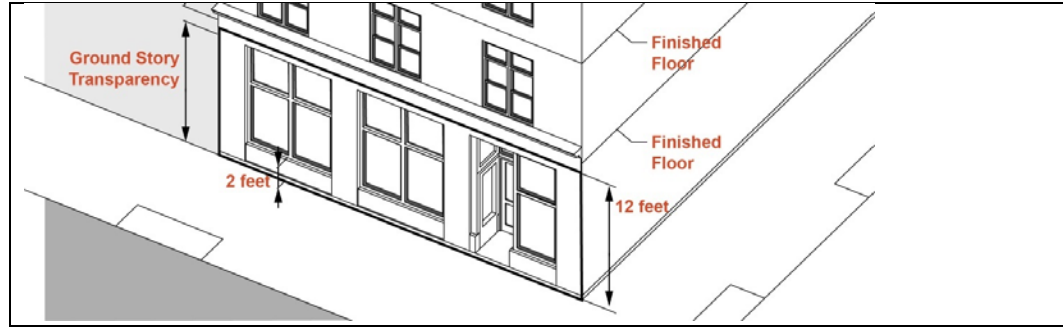 Ground Story
Transparency
2 feet
Finished
Floor
Finished
Floor
12 feet